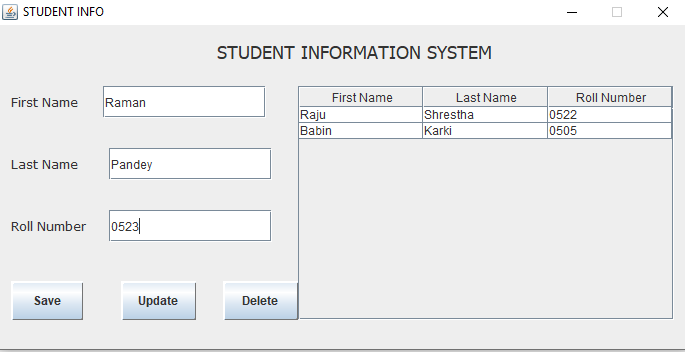 STUDENT INFO
STUDENT INFORMATION SYSTEM
First Name Raman
Last Name Pandey
Roll Number 0523
Save Update Delete
First Name Last Name Roll Number
Raju Shrestha 0522
Babin Karki 0505